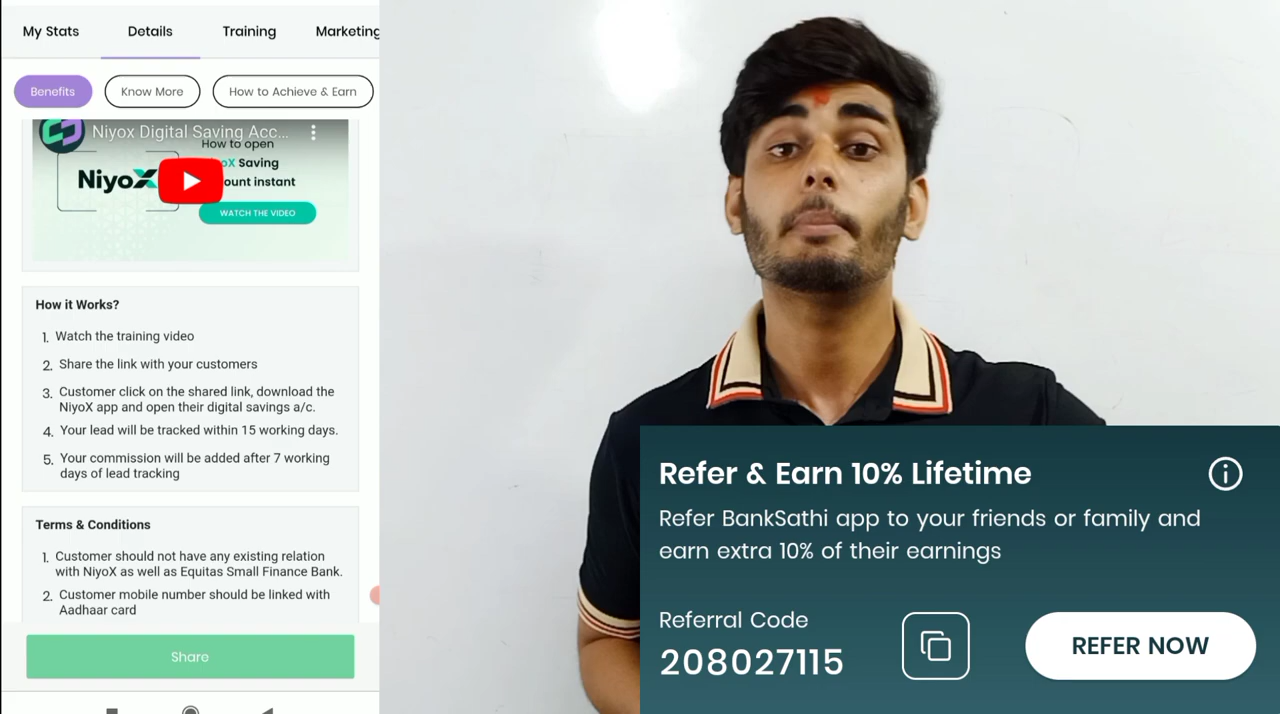 My Stats Details Training Marketing
Benefits Know More How to Achieve & Earn
Niyox Digital Saving Acc...
How to open
NiyoX oX Saving
ount instant
WATCH THE VIDEO
How it Works?
1. Watch the training video
2. Share the link with your customers
3. Customer click on the shared link, download the
NiyoX app and open their digital savings a/c.
4. Your lead will be tracked within 15 working days.
5. Your commission will be added after 7 working
days of lead tracking
Terms & Conditions
1. Customer should not have any existing relation
with NiyoX as well as Equitas Small Finance Bank.
2. Customer mobile number should be linked with
Aadhaar card
Share
Refer & Earn 10% Lifetime
Refer BankSathi app to your friends or family and
earn extra 10% of their earnings
Referral Code
208027115
REFER NOW